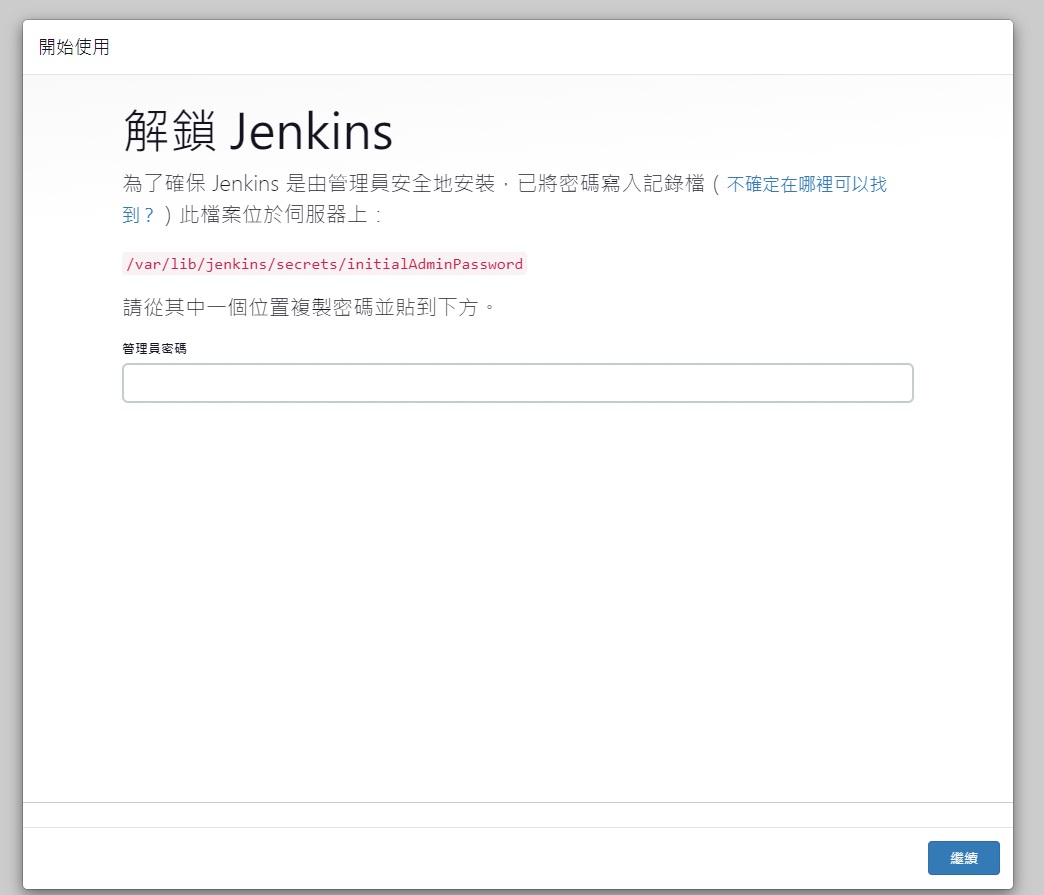 開始使用
解鎖 Jenkins
為了確保 Jenkins 是由管理員安全地安裝，已將密碼寫入記錄檔（不確定在哪裡可以找
到？）此檔案位於伺服器上：
/var/lib/jenkins/secrets/initialAdminPassword
請從其中一個位置複製密碼並貼到下方。
管理員密碼
繼續